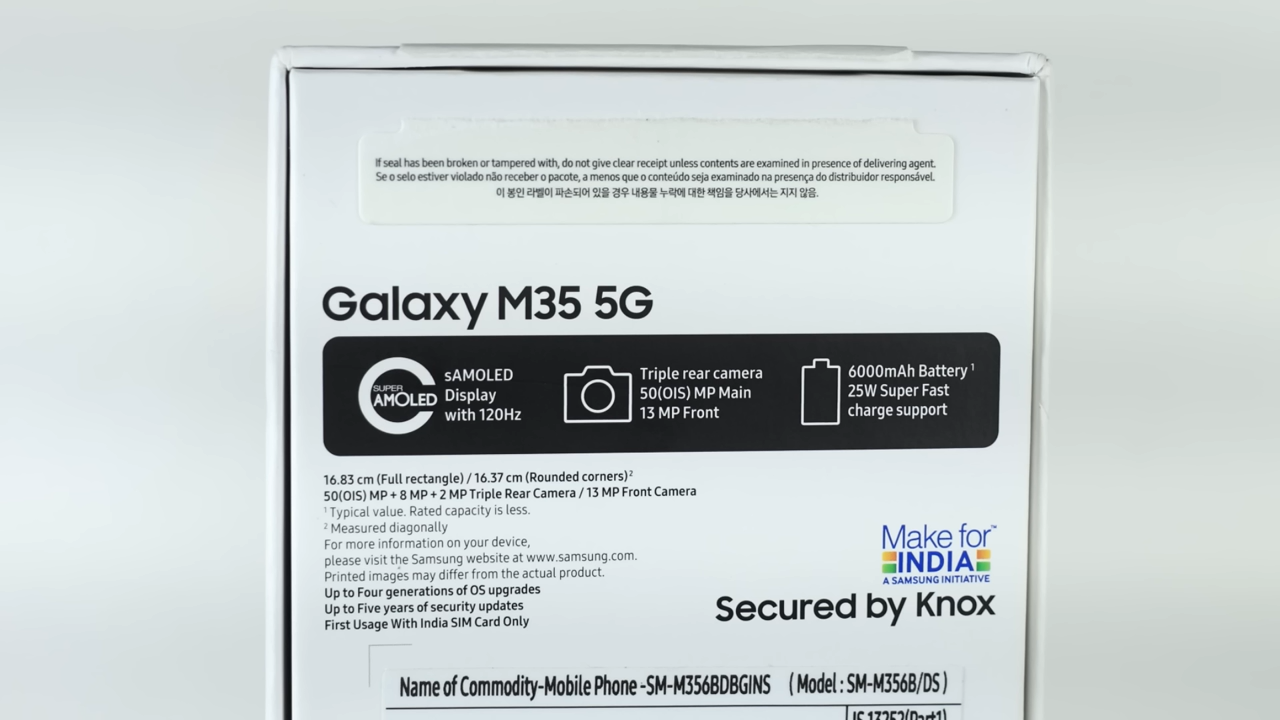 If seal has been broken or tampered with, do not give clear receipt unless contents are examined in presence of delivering agent.
Se o selo estiver violado não receber o pacote, a menos que o conteúdo seja examinado na presença do distribuidor responsável.
이 봉인 라벨이 파손되어 있을 경우 내용물 누락에 대한 책임을 당사에서는 지지 않음.
Galaxy M35 5G
SUPER
AMOLED
sAMOLED
Display
with 120Hz
Triple rear camera
50(OIS) MP Main
13 MP Front
6000mAh Battery ¹
25W Super Fast
charge support
16.83 cm (Full rectangle) / 16.37 cm (Rounded corners)²
50(OIS) MP + 8 MP + 2 MP Triple Rear Camera / 13 MP Front Camera
¹ Typical value. Rated capacity is less.
² Measured diagonally
For more information on your device,
please visit the Samsung website at www.samsung.com.
Printed images may differ from the actual product.
Up to Four generations of OS upgrades
Up to Five years of security updates
First Usage With India SIM Card Only
Make for™
INDIA
A SAMSUNG INITIATIVE
Secured by Knox
Name of Commodity-Mobile Phone -SM-M356BDBGINS ( Model : SM-M356B/DS )
IS 13252(Part1)